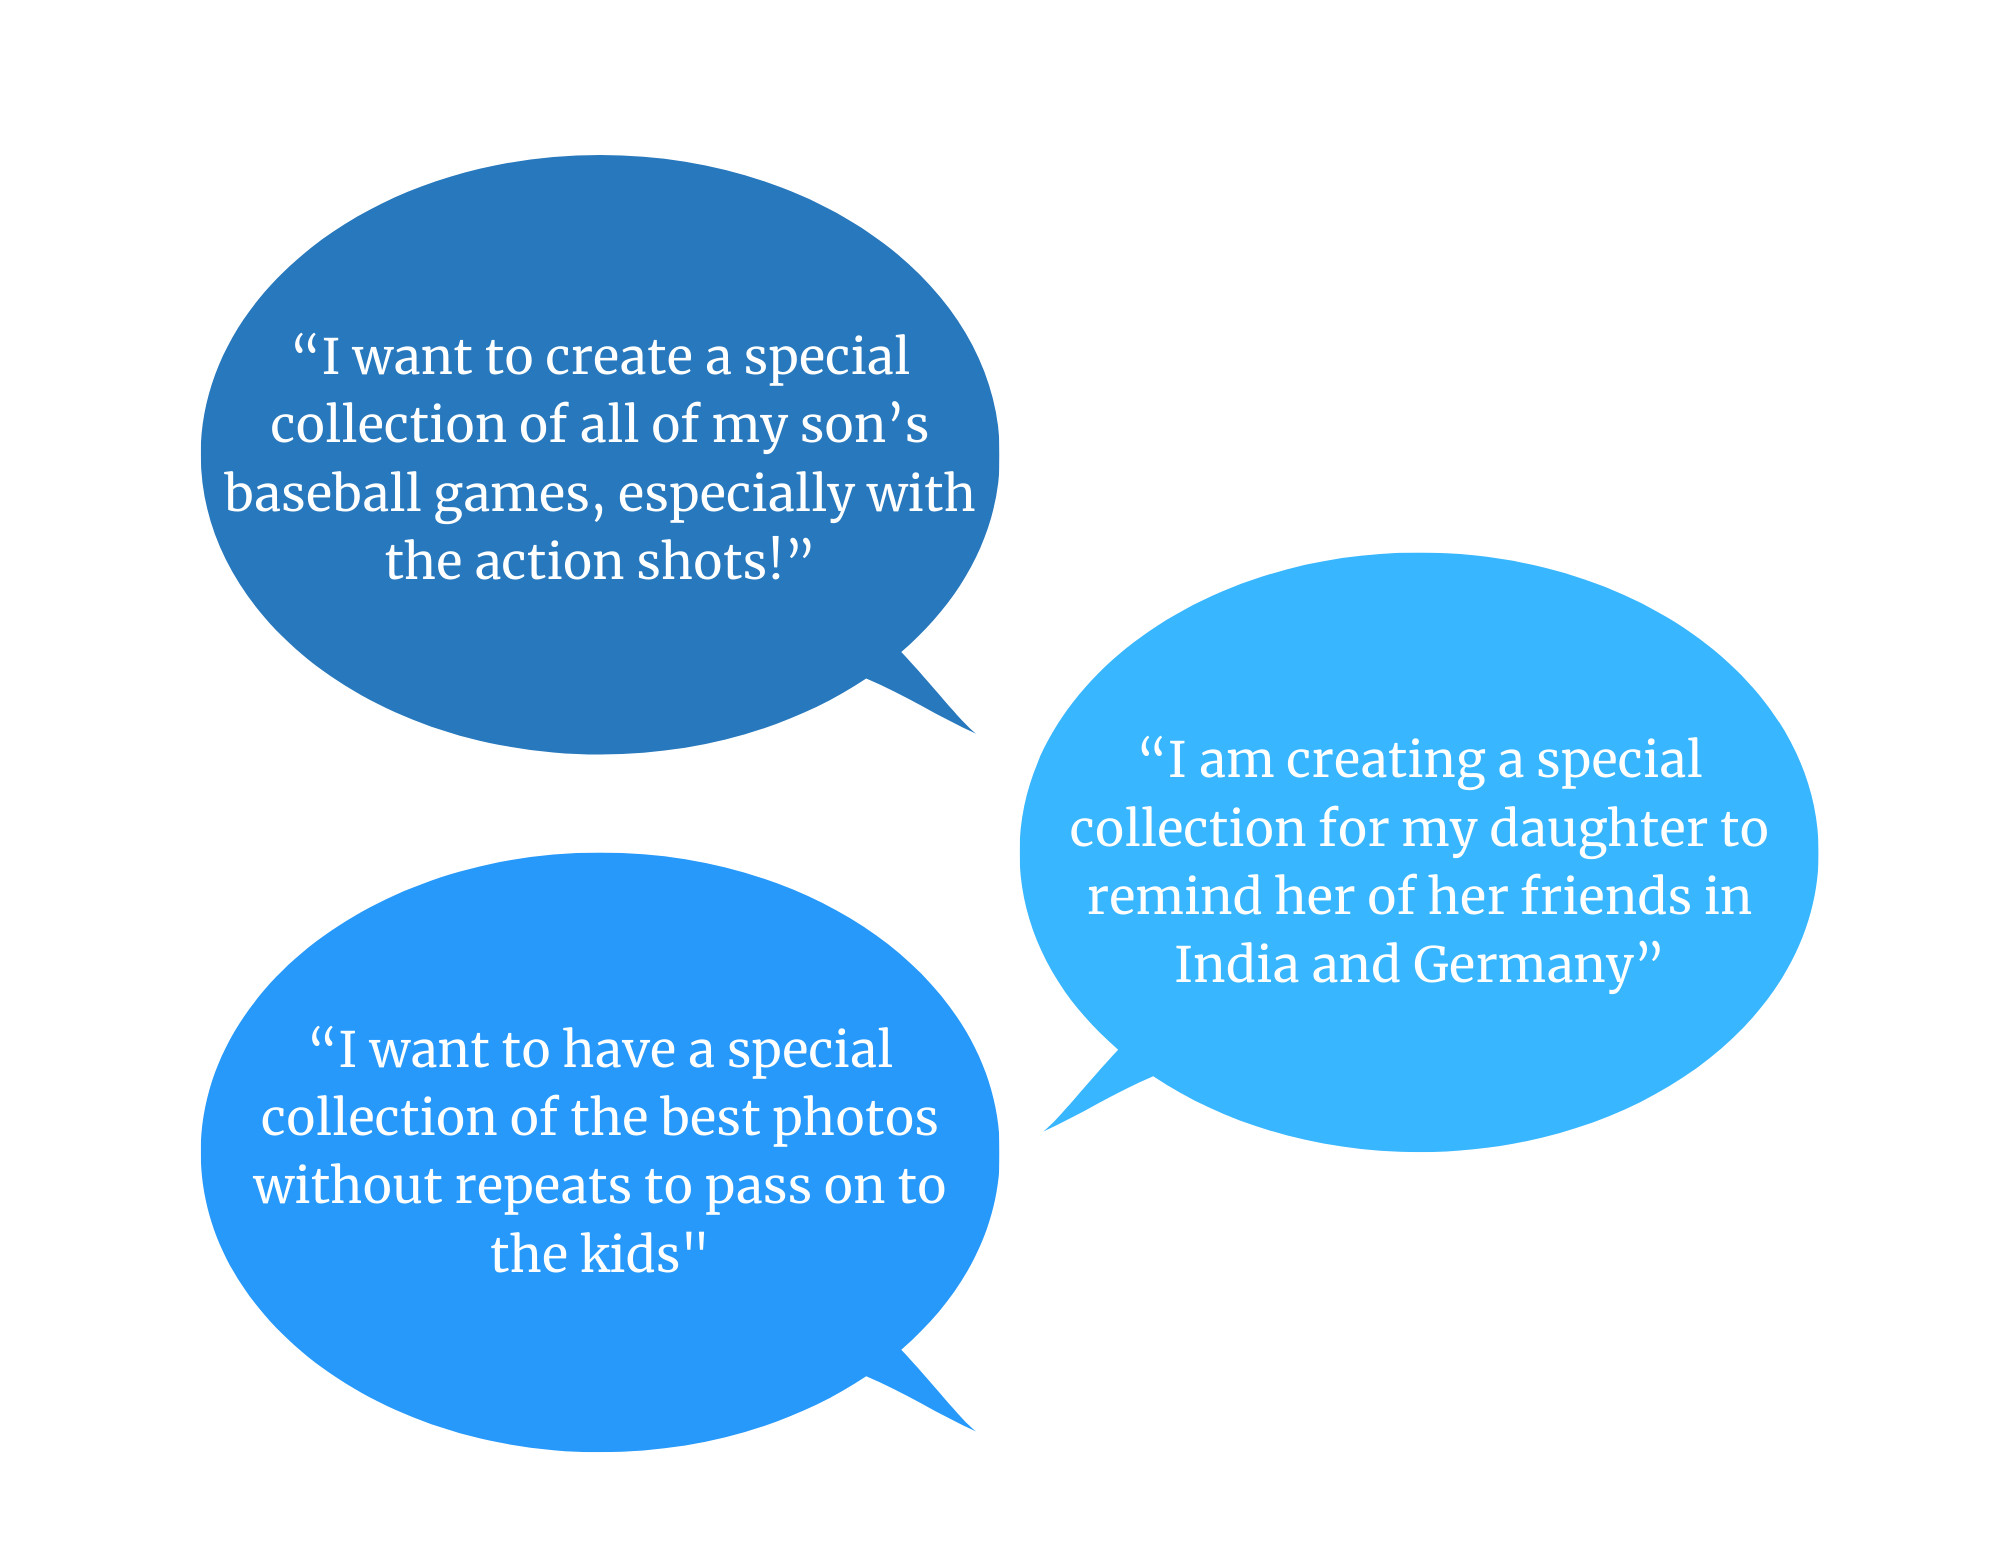 “I want to create a special
collection of all of my son’s
baseball games, especially with
the action shots!”
“I am creating a special
collection for my daughter to
remind her of her friends in
India and Germany”
“I want to have a special
collection of the best photos
without repeats to pass on to
the kids"